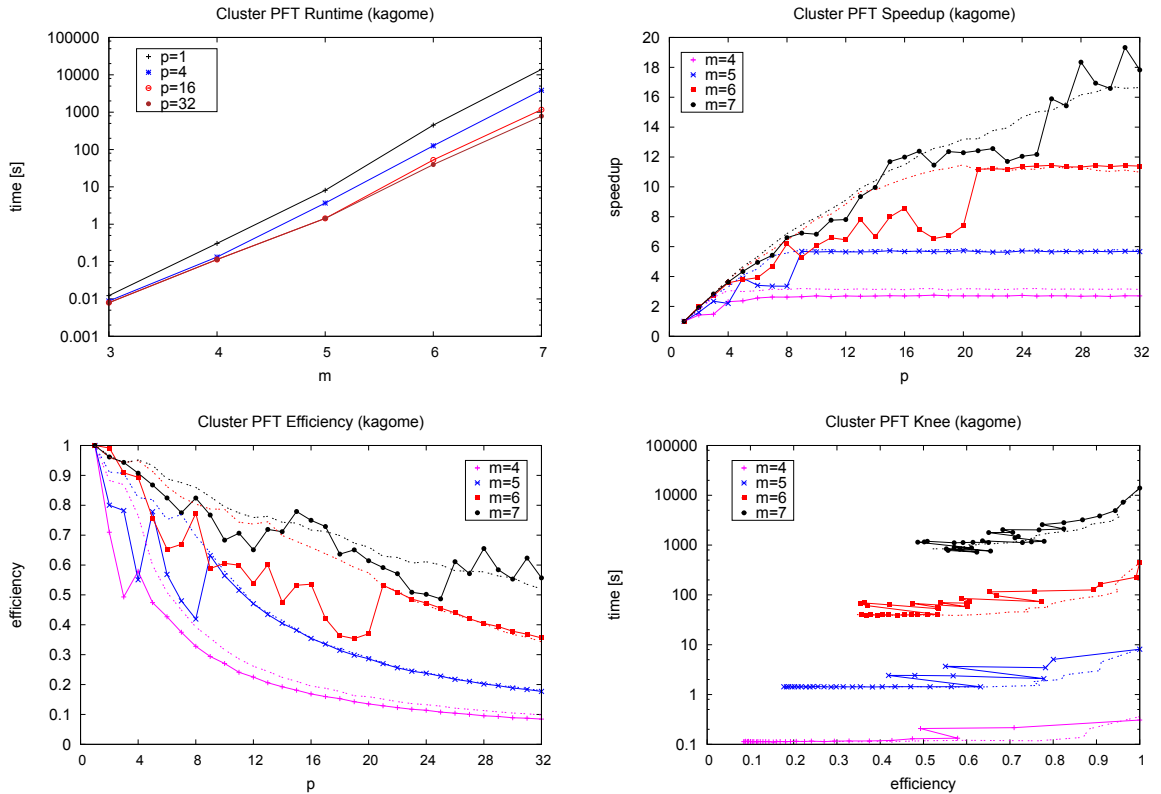 Cluster PFT Runtime (kagome)
100000
10000
1000
100
10
1
0.1
0.01
0.001
time [s]
p=1
p=4
p=16
p=32
3 4 5 6 7
m
Cluster PFT Speedup (kagome)
20
18
16
14
12
10
8
6
4
2
0
speedup
m=4
m=5
m=6
m=7
0 4 8 12 16 20 24 28 32
p
Cluster PFT Efficiency (kagome)
1
0.9
0.8
0.7
0.6
0.5
0.4
0.3
0.2
0.1
0
efficiency
m=4
m=5
m=6
m=7
0 4 8 12 16 20 24 28 32
p
Cluster PFT Knee (kagome)
100000
10000
1000
100
10
1
0.1
time [s]
m=4
m=5
m=6
m=7
0 0.1 0.2 0.3 0.4 0.5 0.6 0.7 0.8 0.9 1
efficiency